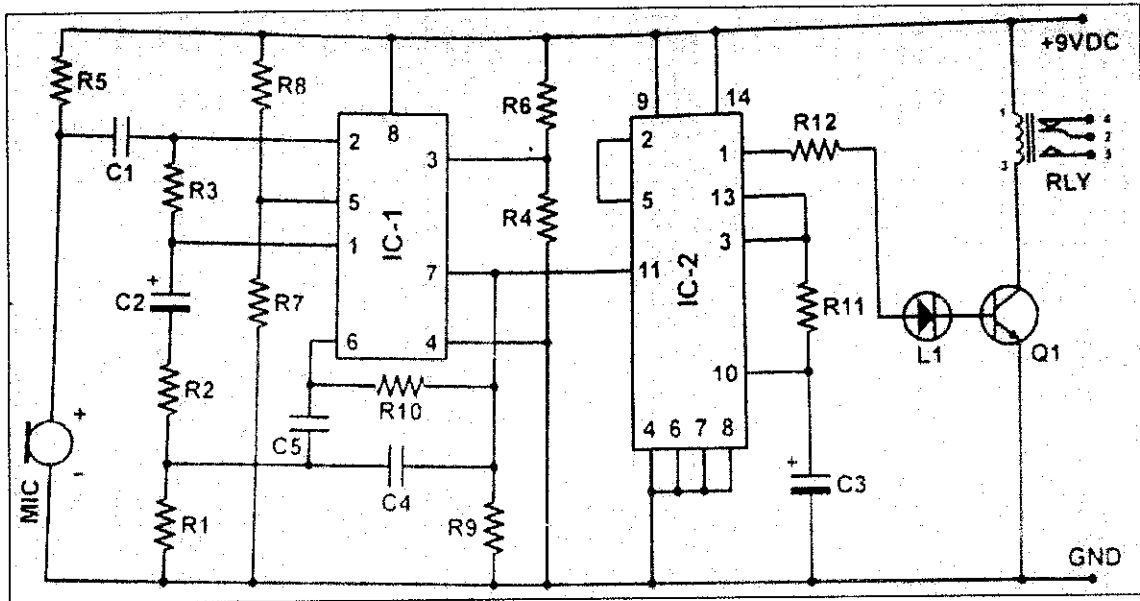 +9VDC
R5
R8
R6
9
14
R12
1
4
2
3
3
RLY
C1
R3
2
8
3
5
1
IC-1
7
6
4
R4
2
5
1
13
3
11
IC-2
10
4 6 7 8
R11
L1
Q1
C2
R7
R2
R10
C5
C4
MIC
+
-
+
R1
R9
+
C3
GND